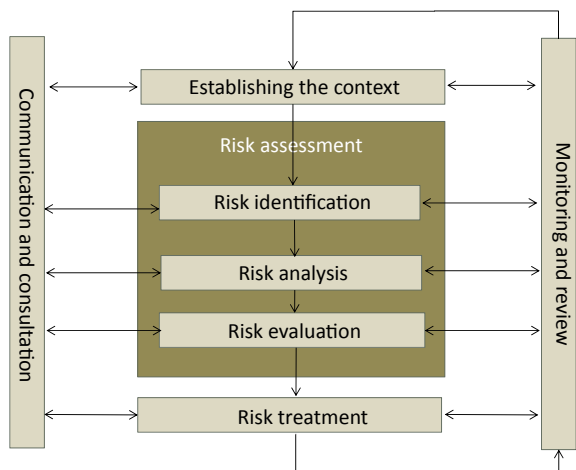 Communication and consultation
Establishing the context
Risk assessment
Risk identification
Risk analysis
Risk evaluation
Risk treatment
Monitoring and review